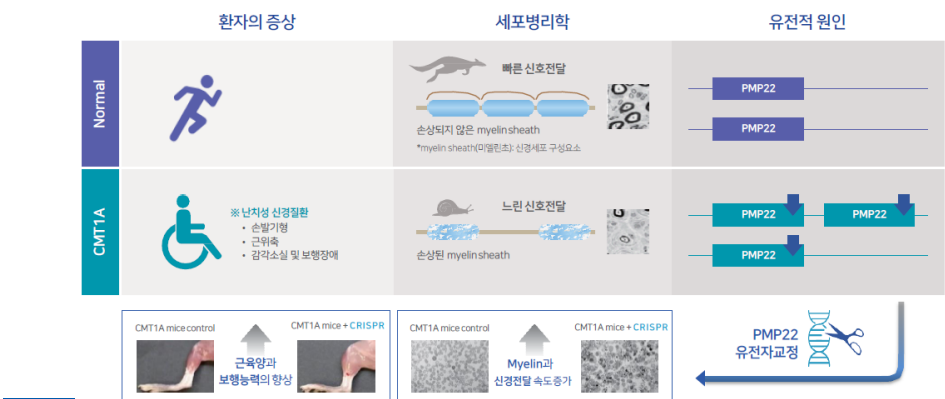 환자의 증상
세포병리학
유전적 원인
Normal
빠른 신호전달
손상되지 않은 myelin sheath
*myelin sheath(미엘린초): 신경세포 구성요소
PMP22
PMP22
CMT1A
※ 난치성 신경질환
• 손발기형
• 근위축
• 감각소실 및 보행장애
느린 신호전달
손상된 myelin sheath
PMP22
PMP22
PMP22
CMT1A mice control
CMT1A mice + CRISPR
근육양과
보행능력의 향상
CMT1A mice control
CMT1A mice + CRISPR
Myelin과
신경전달 속도증가
PMP22
유전자교정